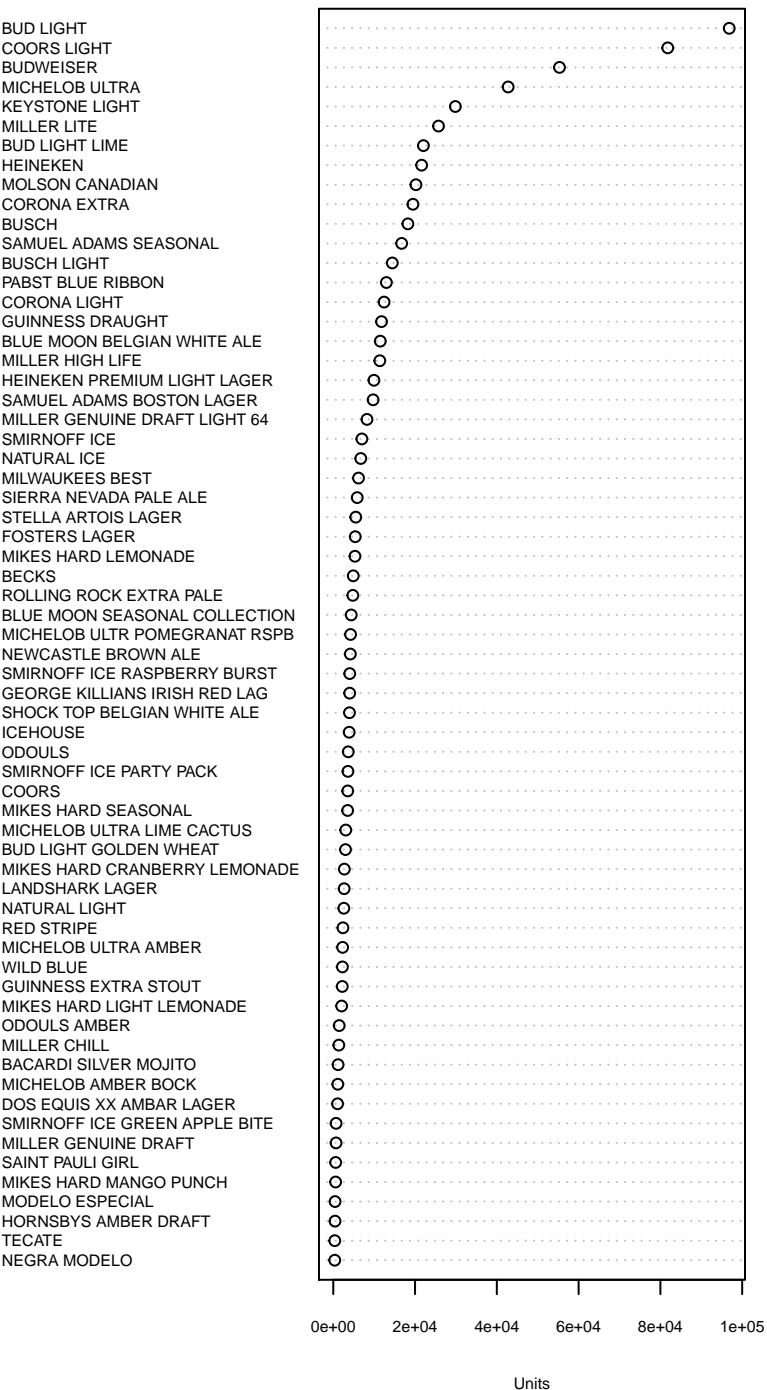 BUD LIGHT
COORS LIGHT
BUDWEISER
MICHELOB ULTRA
KEYSTONE LIGHT
MILLER LITE
BUD LIGHT LIME
HEINEKEN
MOLSON CANADIAN
CORONA EXTRA
BUSCH
SAMUEL ADAMS SEASONAL
BUSCH LIGHT
PABST BLUE RIBBON
CORONA LIGHT
GUINNESS DRAUGHT
BLUE MOON BELGIAN WHITE ALE
MILLER HIGH LIFE
HEINEKEN PREMIUM LIGHT LAGER
SAMUEL ADAMS BOSTON LAGER
MILLER GENUINE DRAFT LIGHT 64
SMIRNOFF ICE
NATURAL ICE
MILWAUKEES BEST
SIERRA NEVADA PALE ALE
STELLA ARTOIS LAGER
FOSTERS LAGER
MIKES HARD LEMONADE
BECKS
ROLLING ROCK EXTRA PALE
BLUE MOON SEASONAL COLLECTION
MICHELOB ULTR POMEGRANAT RSPB
NEWCASTLE BROWN ALE
SMIRNOFF ICE RASPBERRY BURST
GEORGE KILLIANS IRISH RED LAG
SHOCK TOP BELGIAN WHITE ALE
ICEHOUSE
ODOULS
SMIRNOFF ICE PARTY PACK
COORS
MIKES HARD SEASONAL
MICHELOB ULTRA LIME CACTUS
BUD LIGHT GOLDEN WHEAT
MIKES HARD CRANBERRY LEMONADE
LANDSHARK LAGER
NATURAL LIGHT
RED STRIPE
MICHELOB ULTRA AMBER
WILD BLUE
GUINNESS EXTRA STOUT
MIKES HARD LIGHT LEMONADE
ODOULS AMBER
MILLER CHILL
BACARDI SILVER MOJITO
MICHELOB AMBER BOCK
DOS EQUIS XX AMBAR LAGER
SMIRNOFF ICE GREEN APPLE BITE
MILLER GENUINE DRAFT
SAINT PAULI GIRL
MIKES HARD MANGO PUNCH
MODELO ESPECIAL
HORNSBYS AMBER DRAFT
TECATE
NEGRA MODELO
0e+00 2e+04 4e+04 6e+04 8e+04 1e+05
Units